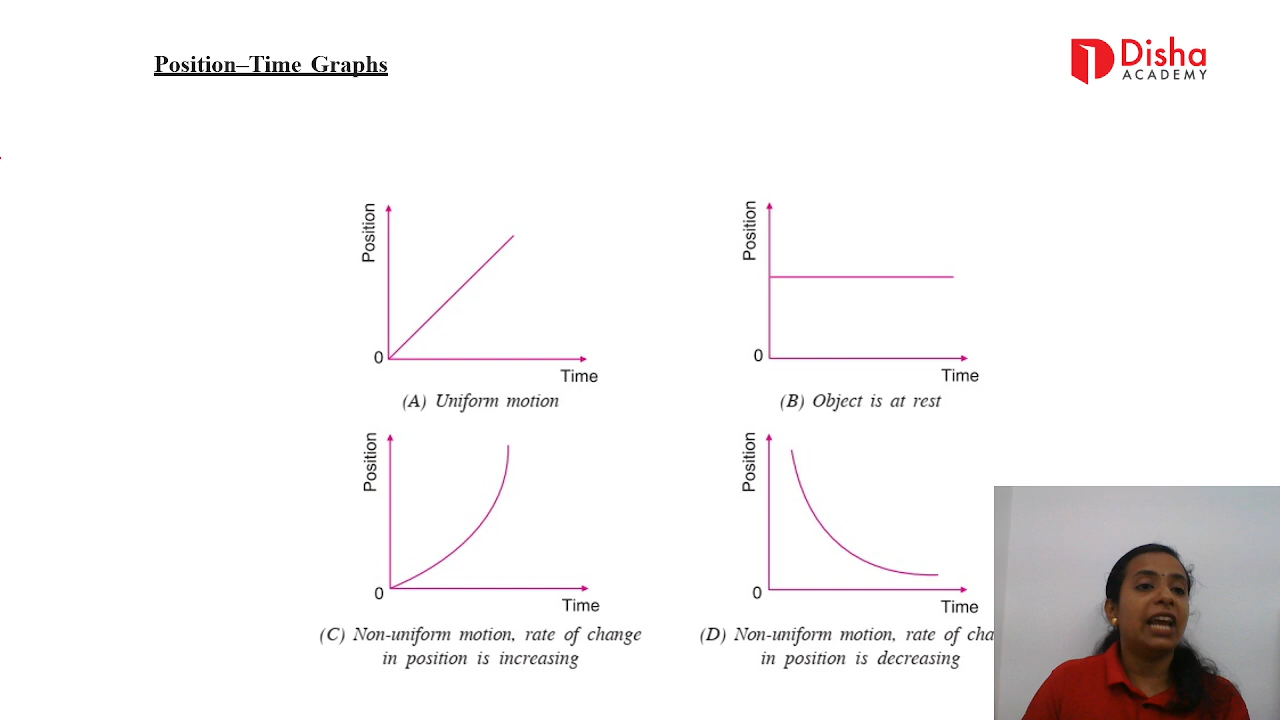 Position–Time Graphs
Disha
ACADEMY
Position
0
Time
(A) Uniform motion
Position
0
Time
(B) Object is at rest
Position
0
Time
(C) Non-uniform motion, rate of change
in position is increasing
Position
0
Time
(D) Non-uniform motion, rate of cha
in position is decreasing